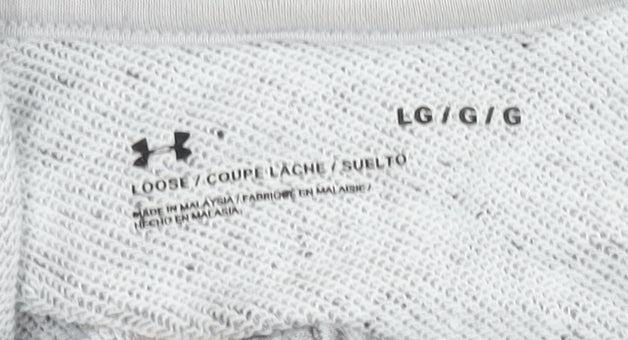 LG / G / G
LOOSE / COUPE LÂCHE / SUELTO
MADE IN MALAYSIA / FABRIQUÉ EN MALAISIE /
HECHO EN MALASIA